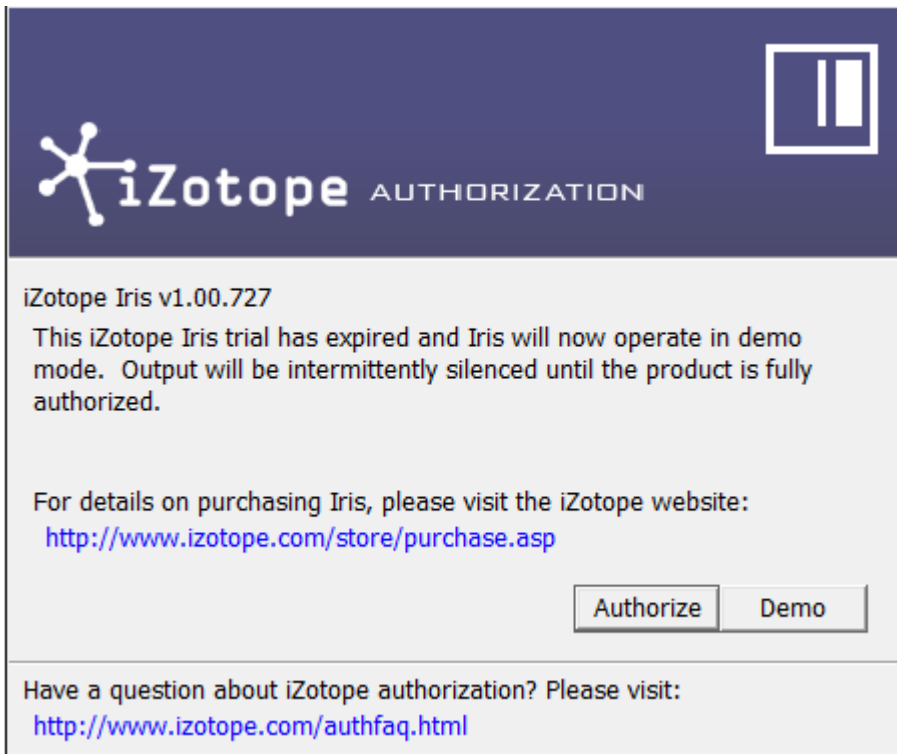 iZotope AUTHORIZATION
iZotope Iris v1.00.727
This iZotope Iris trial has expired and Iris will now operate in demo
mode.  Output will be intermittently silenced until the product is fully
authorized.
For details on purchasing Iris, please visit the iZotope website:
http://www.izotope.com/store/purchase.asp
Authorize Demo
Have a question about iZotope authorization? Please visit:
http://www.izotope.com/authfaq.html